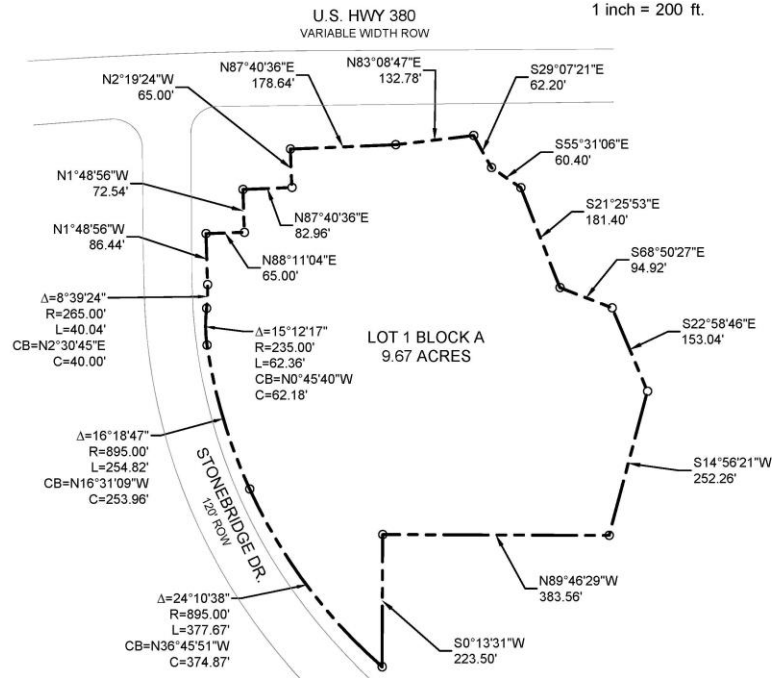 U.S. HWY 380
VARIABLE WIDTH ROW
1 inch = 200 ft.
N87°40'36"E
178.64'
N83°08'47"E
132.78'
S29°07'21"E
62.20'
N2°19'24"W
65.00'
S55°31'06"E
60.40'
N1°48'56"W
72.54'
S21°25'53"E
181.40'
N87°40'36"E
82.96'
N1°48'56"W
86.44'
N88°11'04"E
65.00'
S68°50'27"E
94.92'
Δ=8°39'24"
R=265.00'
L=40.04'
CB=N2°30'45"E
C=40.00'
Δ=15°12'17"
R=235.00'
L=62.36'
CB=N0°45'40"W
C=62.18'
LOT 1 BLOCK A
9.67 ACRES
S22°58'46"E
153.04'
Δ=16°18'47"
R=895.00'
L=254.82'
CB=N16°31'09"W
C=253.96'
STONEBRIDGE DR.
120' ROW
S14°56'21"W
252.26'
N89°46'29"W
383.56'
Δ=24°10'38"
R=895.00'
L=377.67'
CB=N36°45'51"W
C=374.87'
S0°13'31"W
223.50'